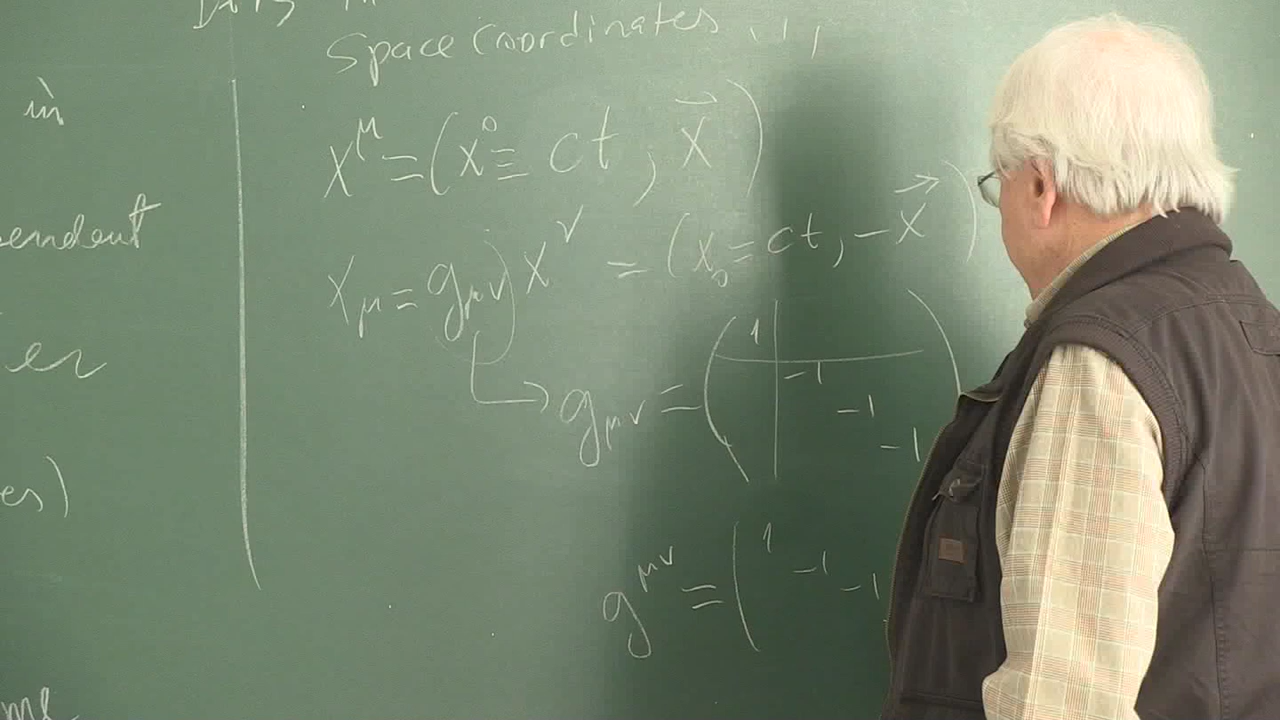 in
er
es)
space coordinates , , ,
x^μ = (x⁰ ≡ ct, x⃗)
x_μ = g_μν x^ν = (x₀ = ct, -x⃗)
g_μν = ( 1
-1
-1
-1
g^μν = ( 1 -1 -1